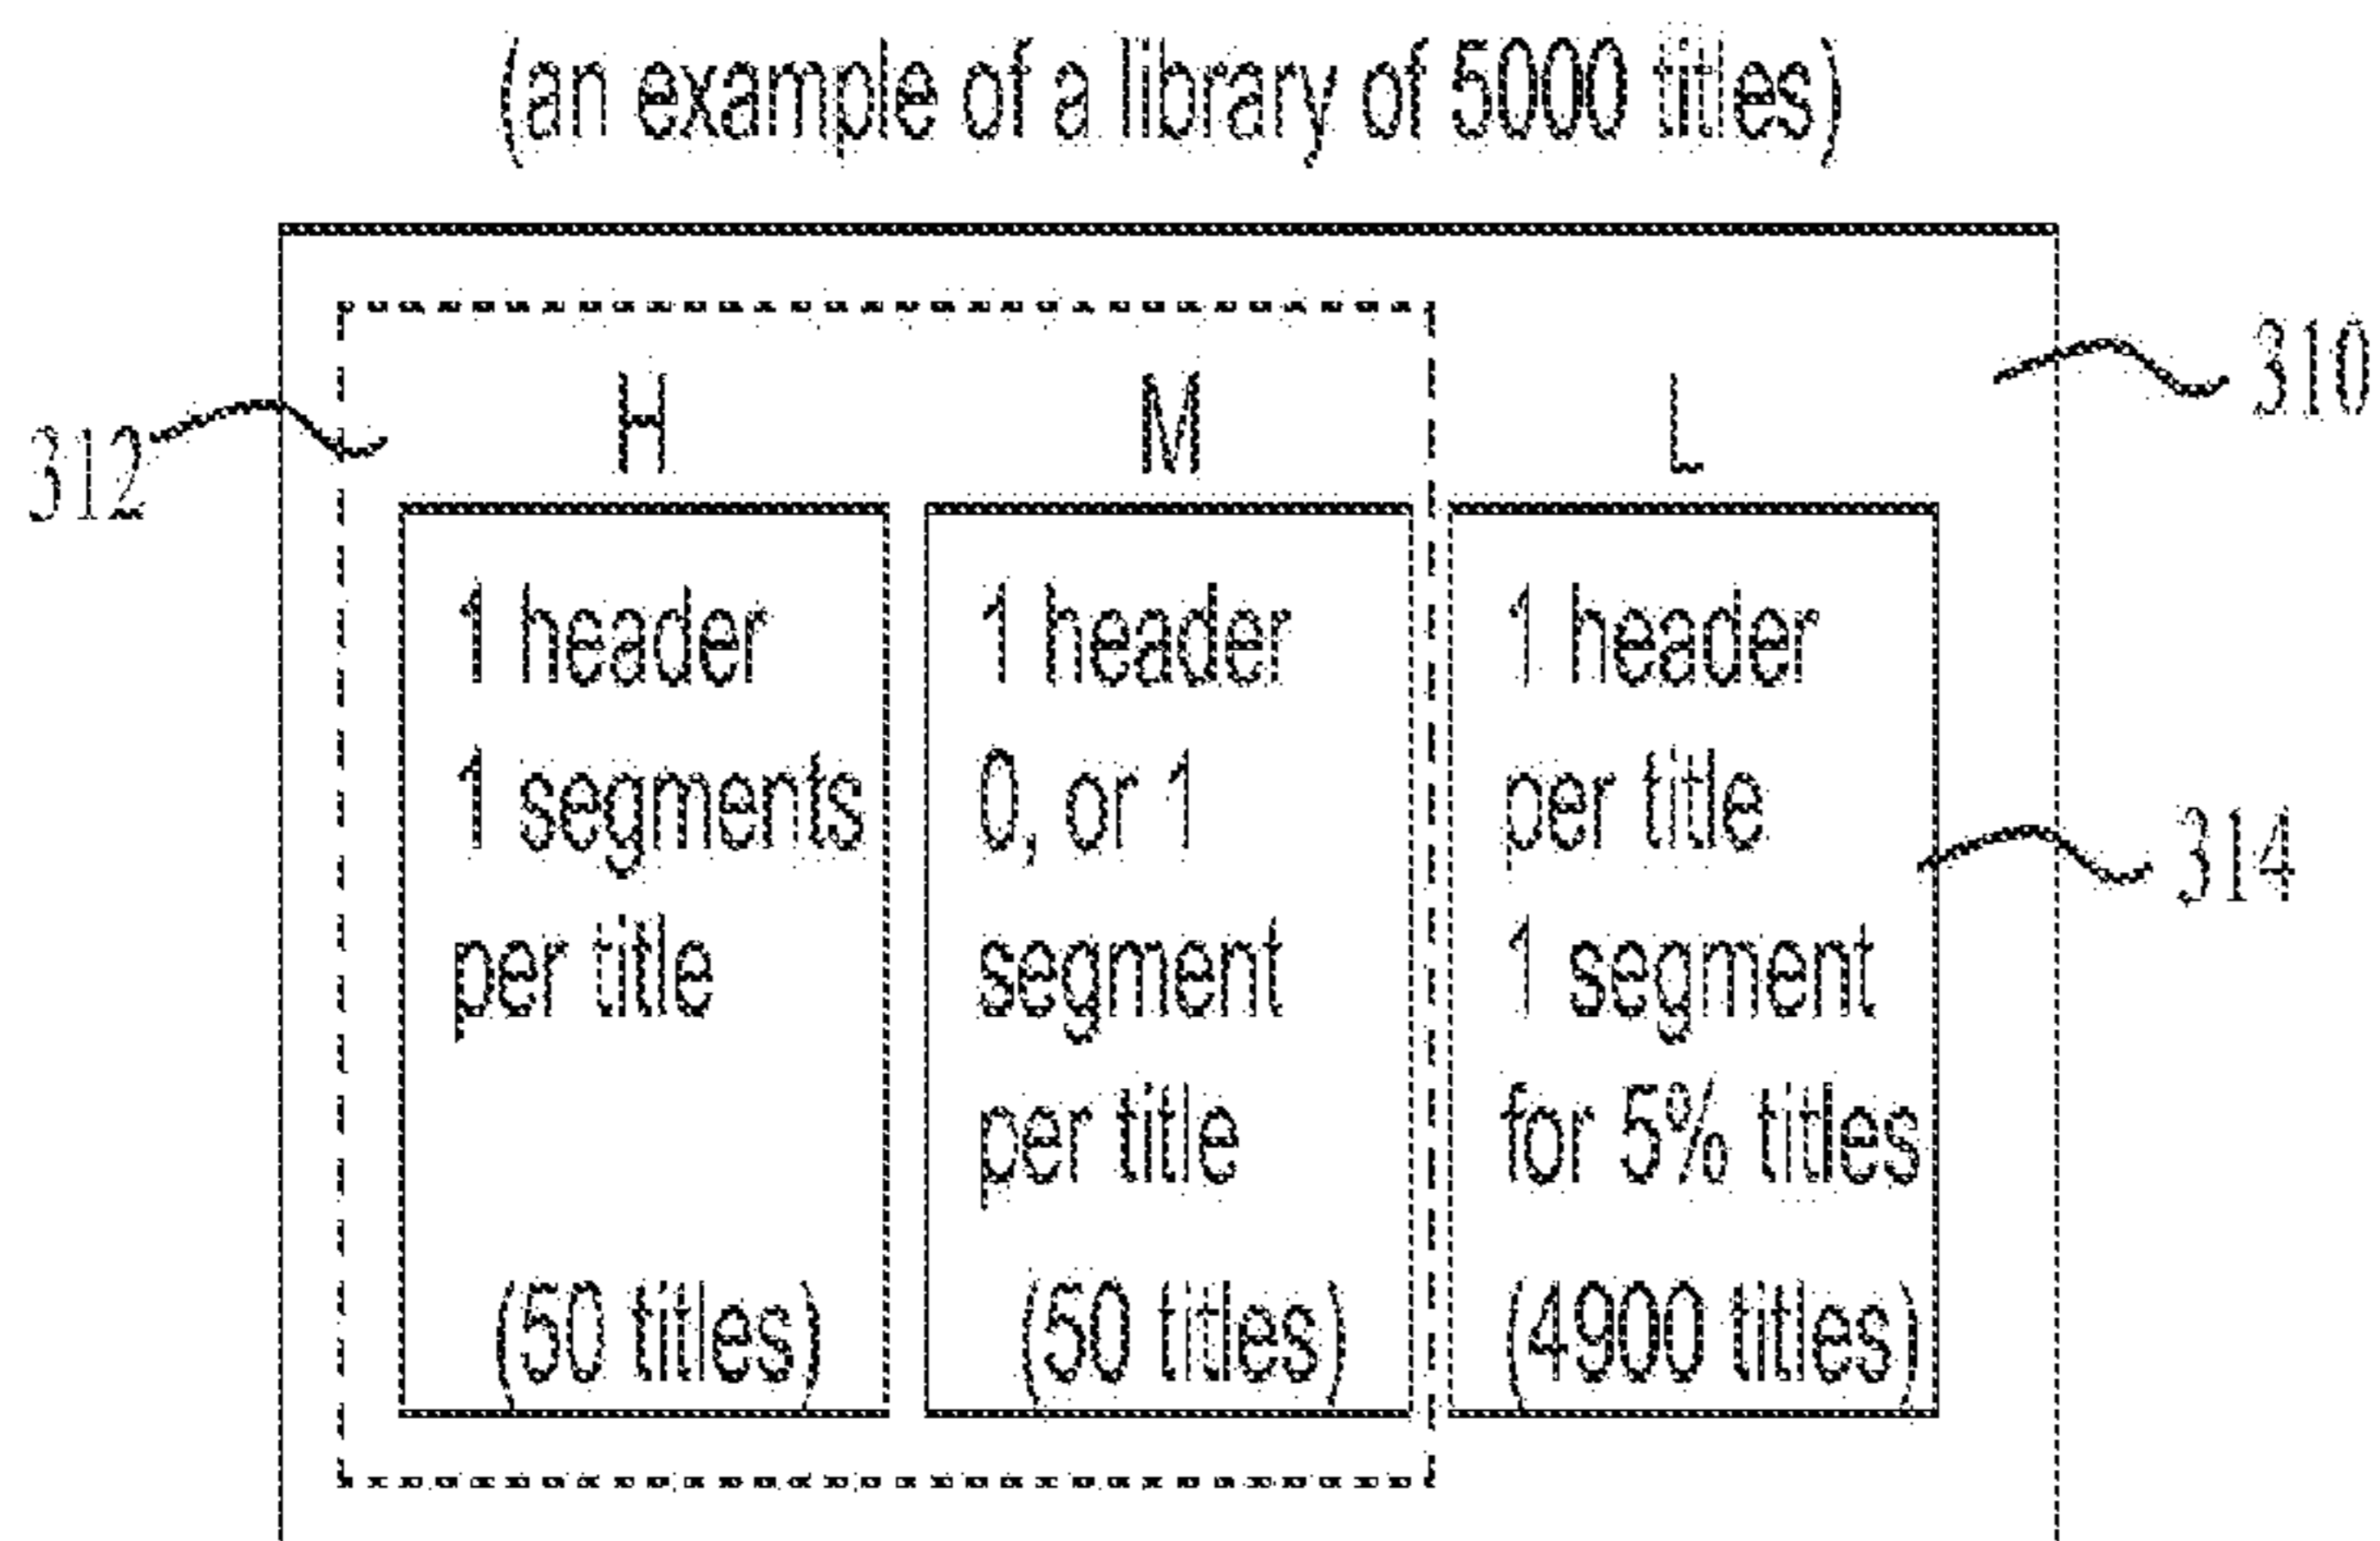 (an example of a library of 5000 titles)
310
312
H
M
L
1 header
1 segments
per title
(50 titles)
1 header
0, or 1
segment
per title
(50 titles)
1 header
per title
1 segment
for 5% titles
(4900 titles)
314